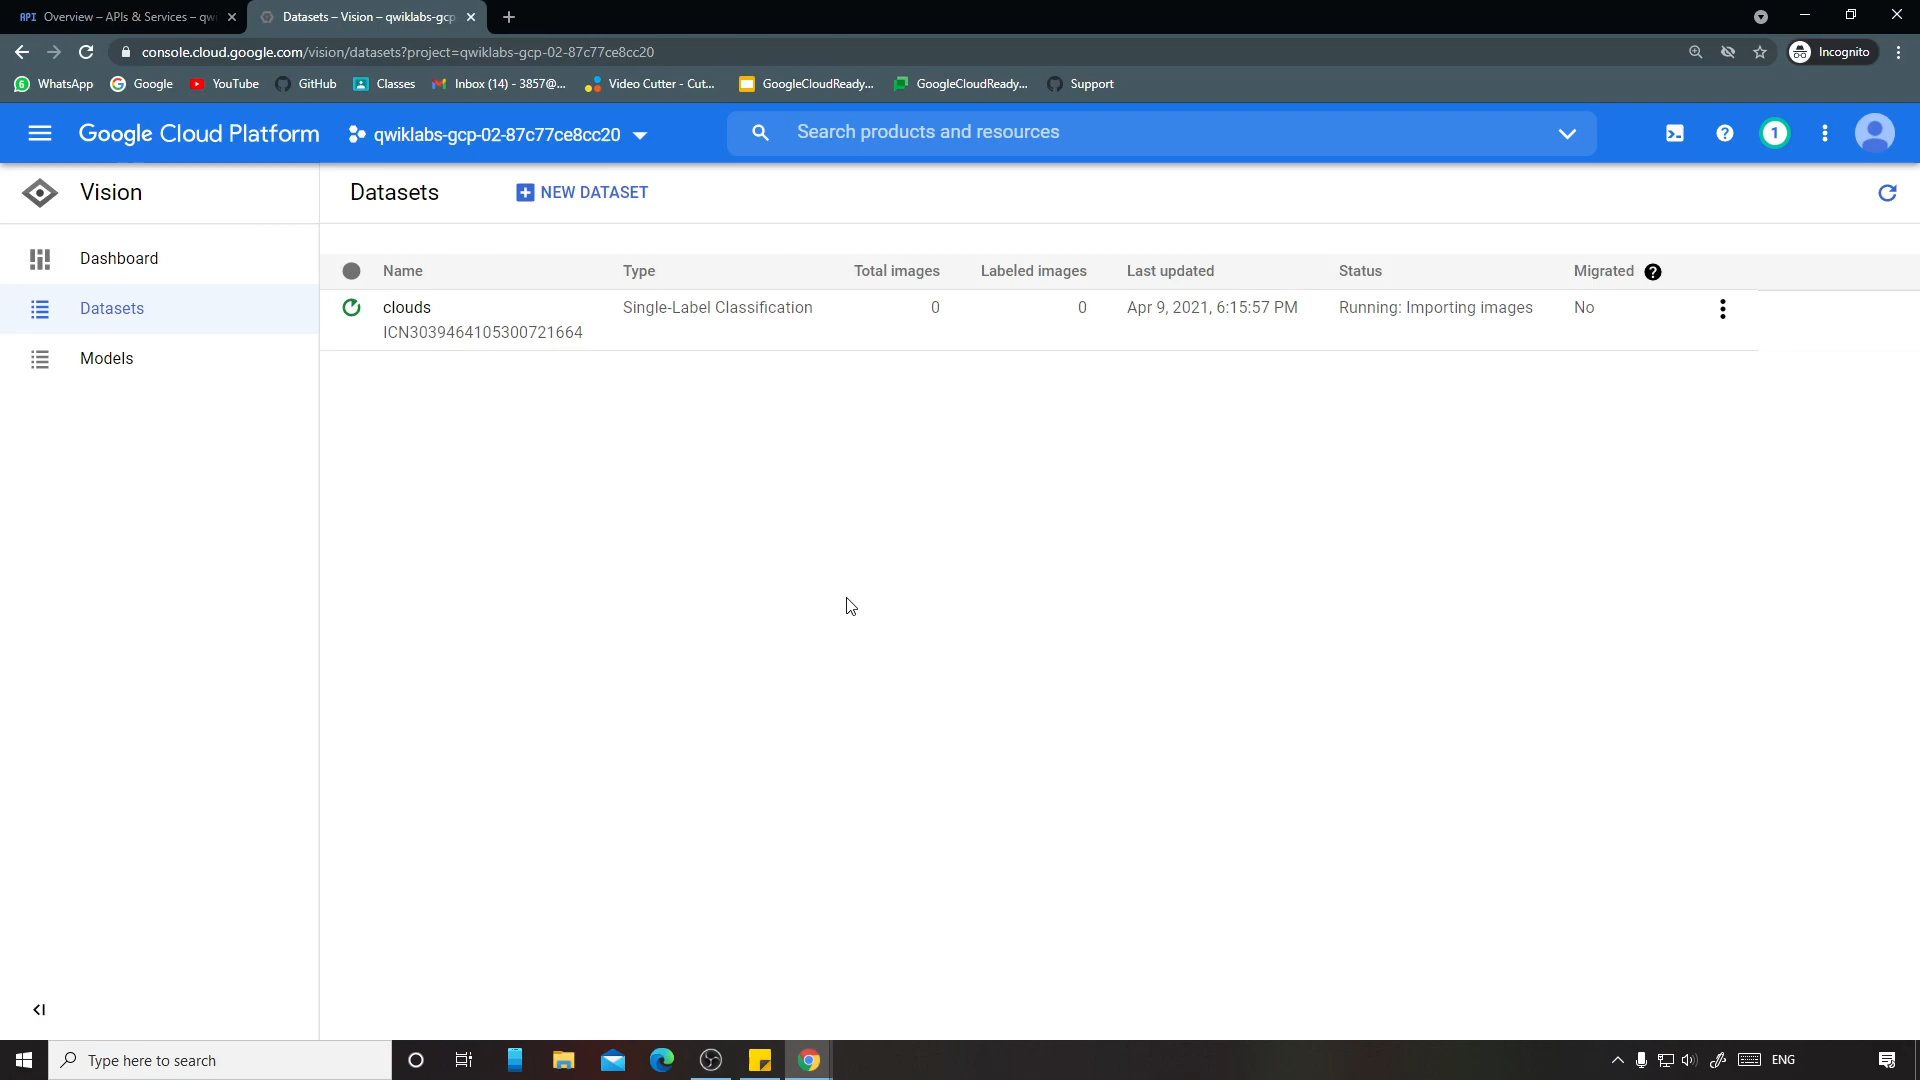 API Overview – APIs & Services – qwi
Datasets – Vision – qwiklabs-gcp
console.cloud.google.com/vision/datasets?project=qwiklabs-gcp-02-87c77ce8cc20
Incognito
WhatsApp
Google
YouTube
GitHub
Classes
Inbox (14) - 3857@...
Video Cutter - Cut...
GoogleCloudReady...
GoogleCloudReady...
Support
Google Cloud Platform
qwiklabs-gcp-02-87c77ce8cc20
Search products and resources
1
Vision
Datasets
NEW DATASET
Dashboard
Datasets
Models
Name Type Total images Labeled images Last updated Status Migrated
clouds Single-Label Classification 0 0 Apr 9, 2021, 6:15:57 PM Running: Importing images No
ICN3039464105300721664
Type here to search
ENG